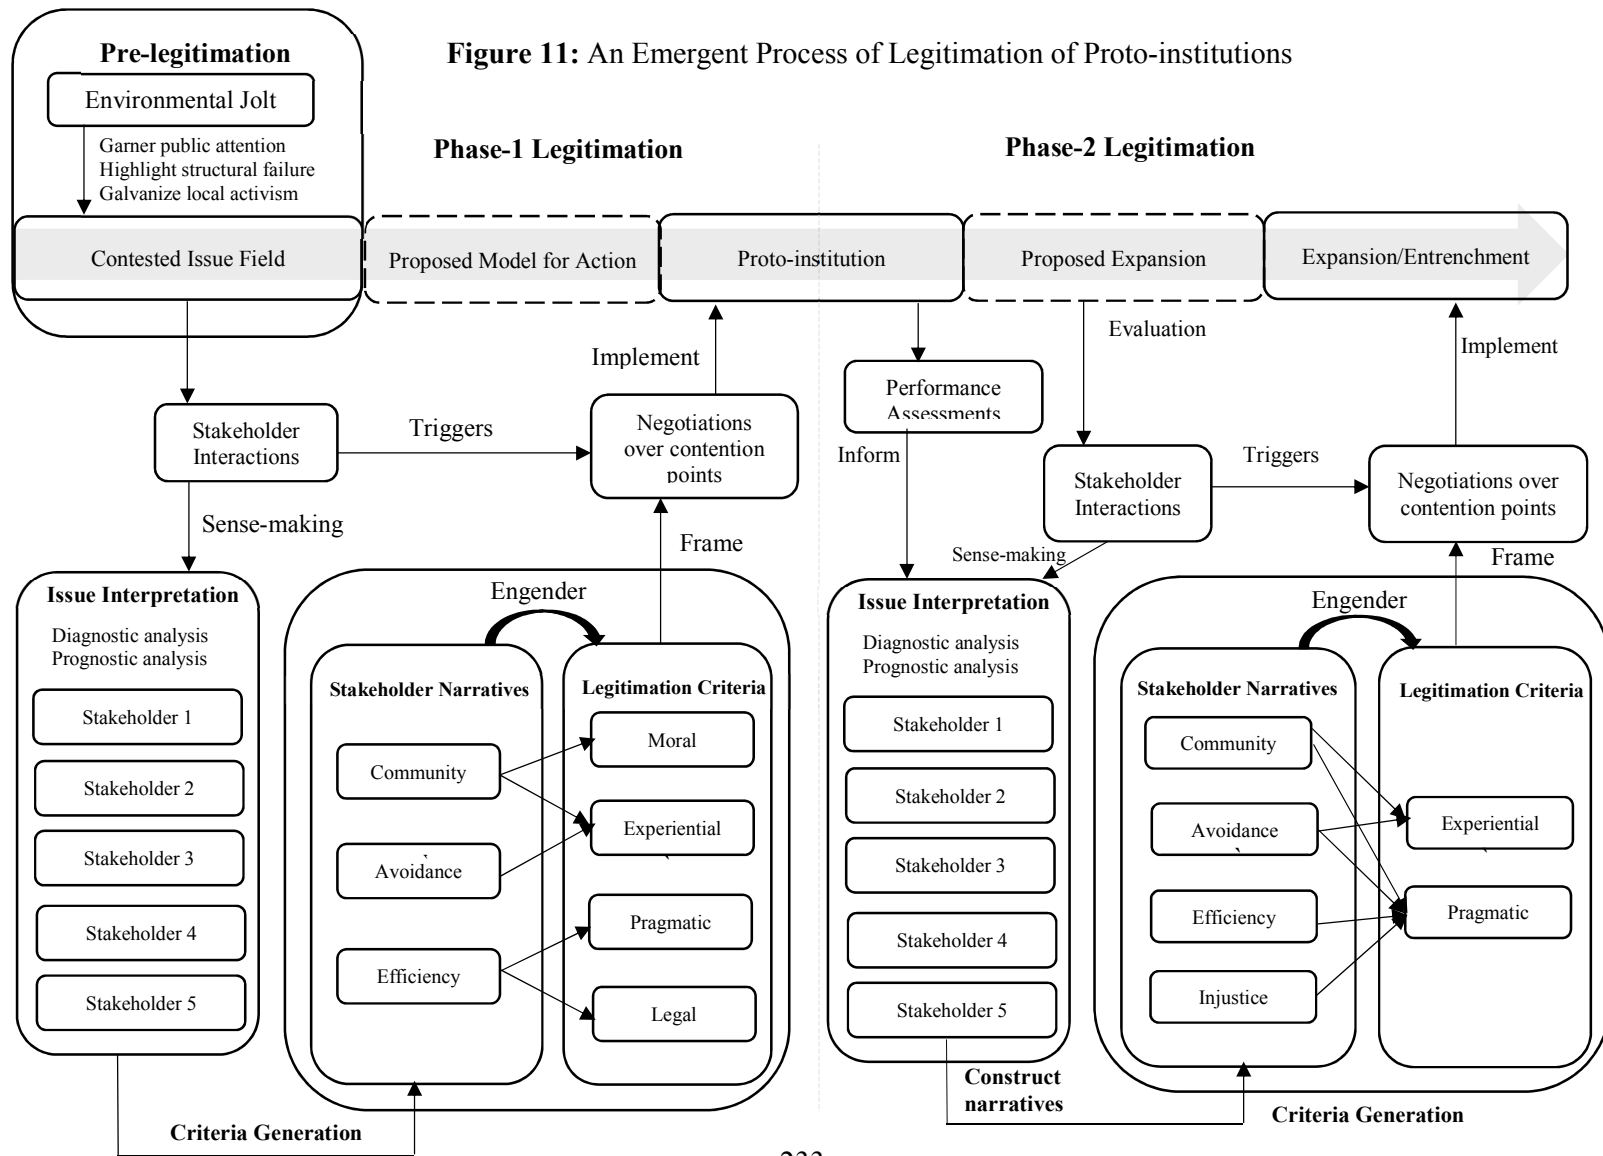 Pre-legitimation
Figure 11: An Emergent Process of Legitimation of Proto-institutions
Environmental Jolt
Garner public attention
Highlight structural failure
Galvanize local activism
Phase-1 Legitimation
Phase-2 Legitimation
Contested Issue Field
Proposed Model for Action
Proto-institution
Proposed Expansion
Expansion/Entrenchment
Implement
Evaluation
Implement
Stakeholder
Interactions
Triggers
Negotiations
over contention
points
Performance
Assessments
Inform
Stakeholder
Interactions
Triggers
Negotiations over
contention points
Sense-making
Frame
Sense-making
Frame
Issue Interpretation
Diagnostic analysis
Prognostic analysis
Stakeholder 1
Stakeholder 2
Stakeholder 3
Stakeholder 4
Stakeholder 5
Engender
Stakeholder Narratives
Community
Avoidance
Efficiency
Legitimation Criteria
Moral
Experiential
Pragmatic
Legal
Criteria Generation
Issue Interpretation
Diagnostic analysis
Prognostic analysis
Stakeholder 1
Stakeholder 2
Stakeholder 3
Stakeholder 4
Stakeholder 5
Construct
narratives
Engender
Stakeholder Narratives
Community
Avoidance
Efficiency
Injustice
Legitimation Criteria
Experiential
Pragmatic
Criteria Generation
233